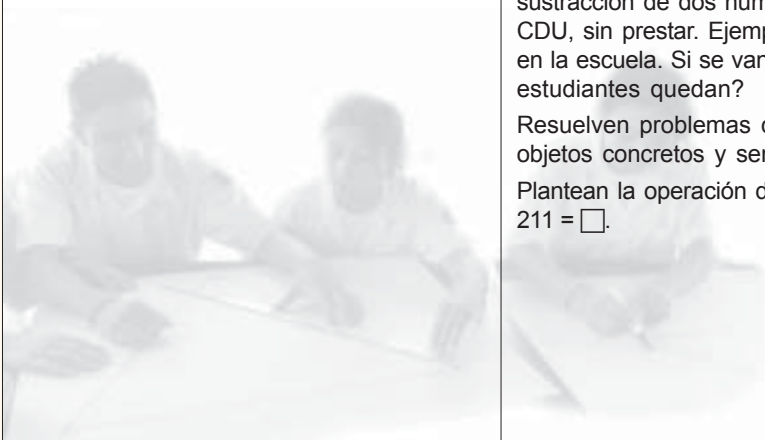 sustracción de dos núm
CDU, sin prestar. Ejemp
en la escuela. Si se van
estudiantes quedan?
Resuelven problemas d
objetos concretos y sem
Plantean la operación d
211 = □.